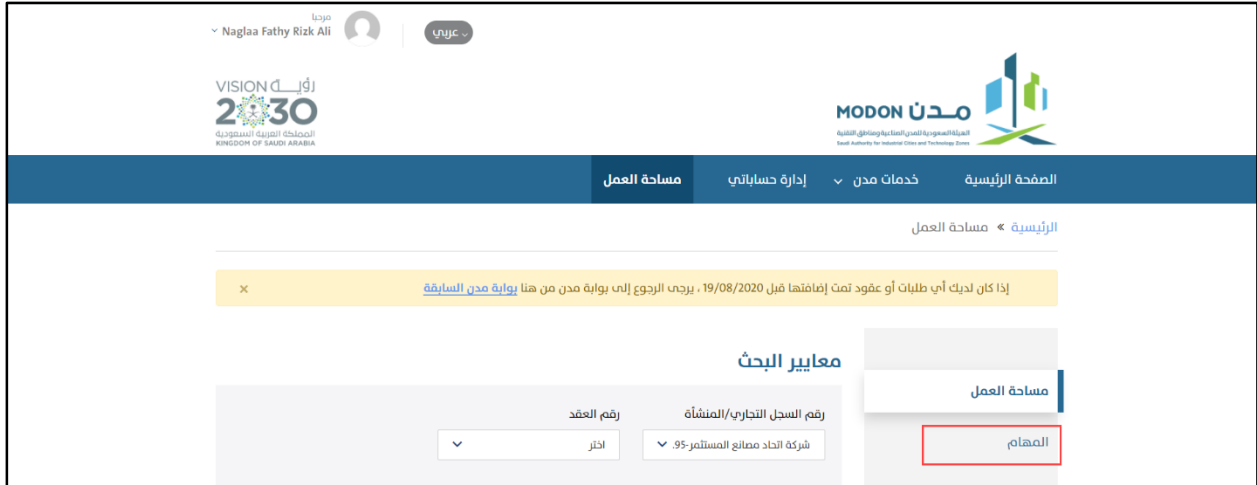 مرحبا
Naglaa Fathy Rizk Ali
عربي
رؤيــــة VISION
2030
المملكة العربية السعودية
KINGDOM OF SAUDI ARABIA
مـدن MODON
الهيئة السعودية للمدن الصناعية ومناطق التقنية
Saudi Authority for Industrial Cities and Technology Zones
الصفحة الرئيسية
خدمات مدن
إدارة حساباتي
مساحة العمل
الرئيسية » مساحة العمل
إذا كان لديك أي طلبات أو عقود تمت إضافتها قبل 19/08/2020 ، يرجى الرجوع إلى بوابة مدن من هنا بوابة مدن السابقة ×
معايير البحث
مساحة العمل
المهام
رقم السجل التجاري/المنشأة
رقم العقد
شركة اتحاد مصانع المستثمر-95.
اختر